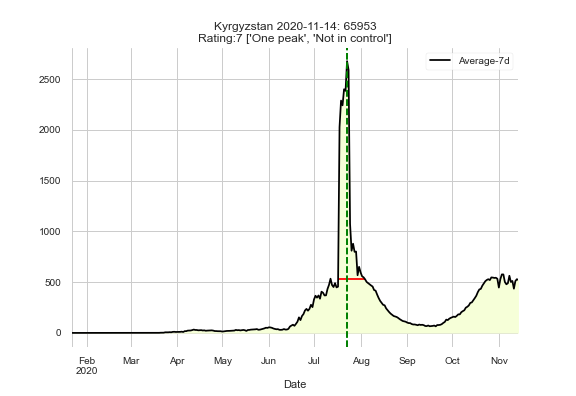 Kyrgyzstan 2020-11-14: 65953
Rating:7 ['One peak', 'Not in control']
Average-7d
2500
2000
1500
1000
500
0
Feb Mar Apr May Jun Jul Aug Sep Oct Nov
2020
Date